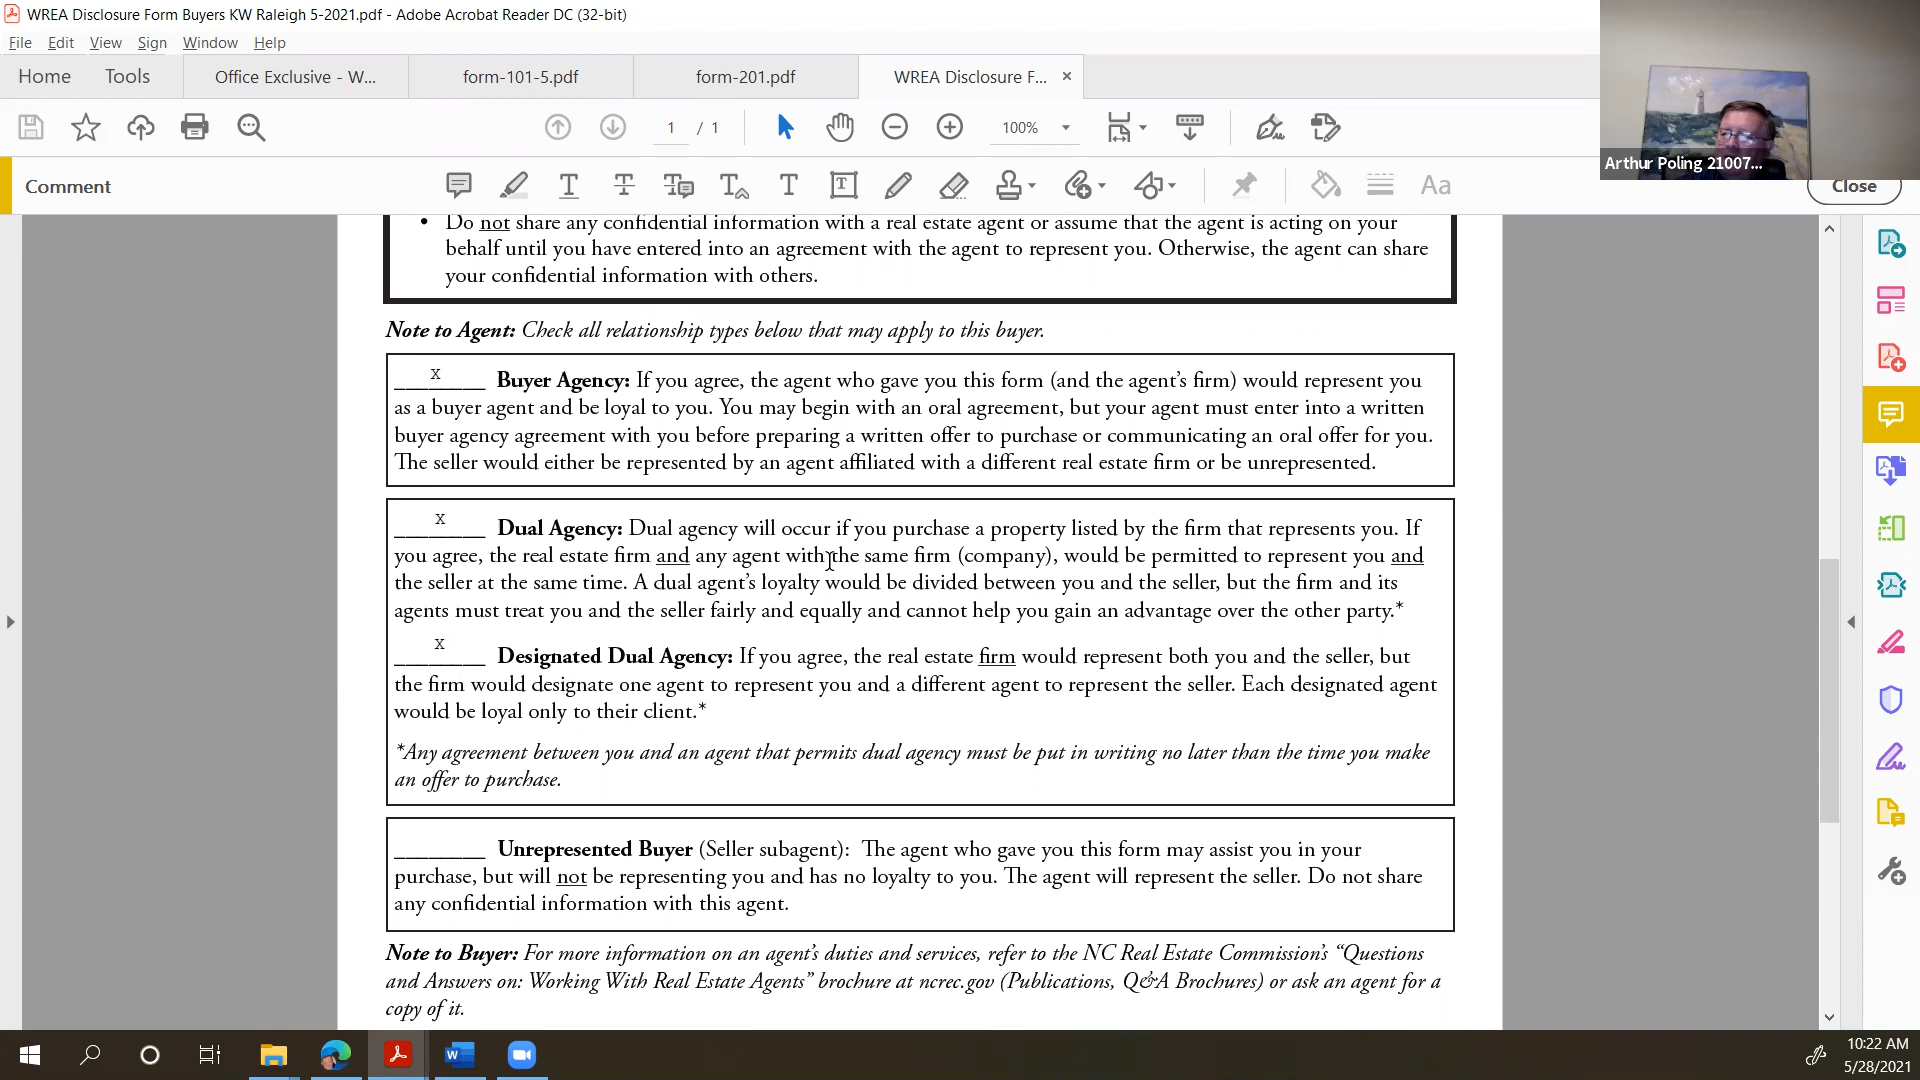 WREA Disclosure Form Buyers KW Raleigh 5-2021.pdf - Adobe Acrobat Reader DC (32-bit)
File Edit View Sign Window Help
Home Tools Office Exclusive - W... form-101-5.pdf form-201.pdf WREA Disclosure F... ×
1 / 1 100%
Arthur Poling 21007...
Comment
T T T T T Aa
Close
• Do not share any confidential information with a real estate agent or assume that the agent is acting on your
behalf until you have entered into an agreement with the agent to represent you. Otherwise, the agent can share
your confidential information with others.
Note to Agent: Check all relationship types below that may apply to this buyer.
X
________ Buyer Agency: If you agree, the agent who gave you this form (and the agent's firm) would represent you
as a buyer agent and be loyal to you. You may begin with an oral agreement, but your agent must enter into a written
buyer agency agreement with you before preparing a written offer to purchase or communicating an oral offer for you.
The seller would either be represented by an agent affiliated with a different real estate firm or be unrepresented.
X
________ Dual Agency: Dual agency will occur if you purchase a property listed by the firm that represents you. If
you agree, the real estate firm and any agent with the same firm (company), would be permitted to represent you and
the seller at the same time. A dual agent's loyalty would be divided between you and the seller, but the firm and its
agents must treat you and the seller fairly and equally and cannot help you gain an advantage over the other party.*
X
________ Designated Dual Agency: If you agree, the real estate firm would represent both you and the seller, but
the firm would designate one agent to represent you and a different agent to represent the seller. Each designated agent
would be loyal only to their client.*
*Any agreement between you and an agent that permits dual agency must be put in writing no later than the time you make
an offer to purchase.
________ Unrepresented Buyer (Seller subagent): The agent who gave you this form may assist you in your
purchase, but will not be representing you and has no loyalty to you. The agent will represent the seller. Do not share
any confidential information with this agent.
Note to Buyer: For more information on an agent's duties and services, refer to the NC Real Estate Commission's "Questions
and Answers on: Working With Real Estate Agents" brochure at ncrec.gov (Publications, Q&A Brochures) or ask an agent for a
copy of it.
W
10:22 AM
5/28/2021